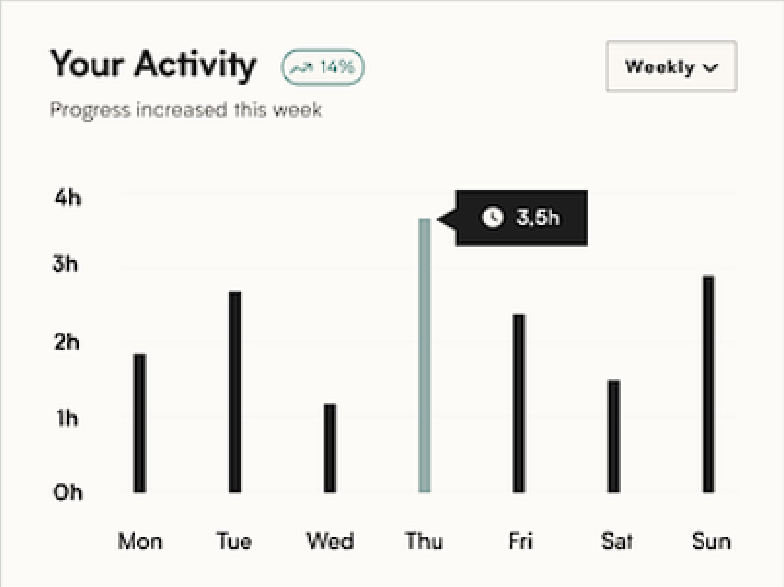 Your Activity 14%
Weekly
Progress increased this week
4h
3,5h
3h
2h
1h
0h
Mon Tue Wed Thu Fri Sat Sun